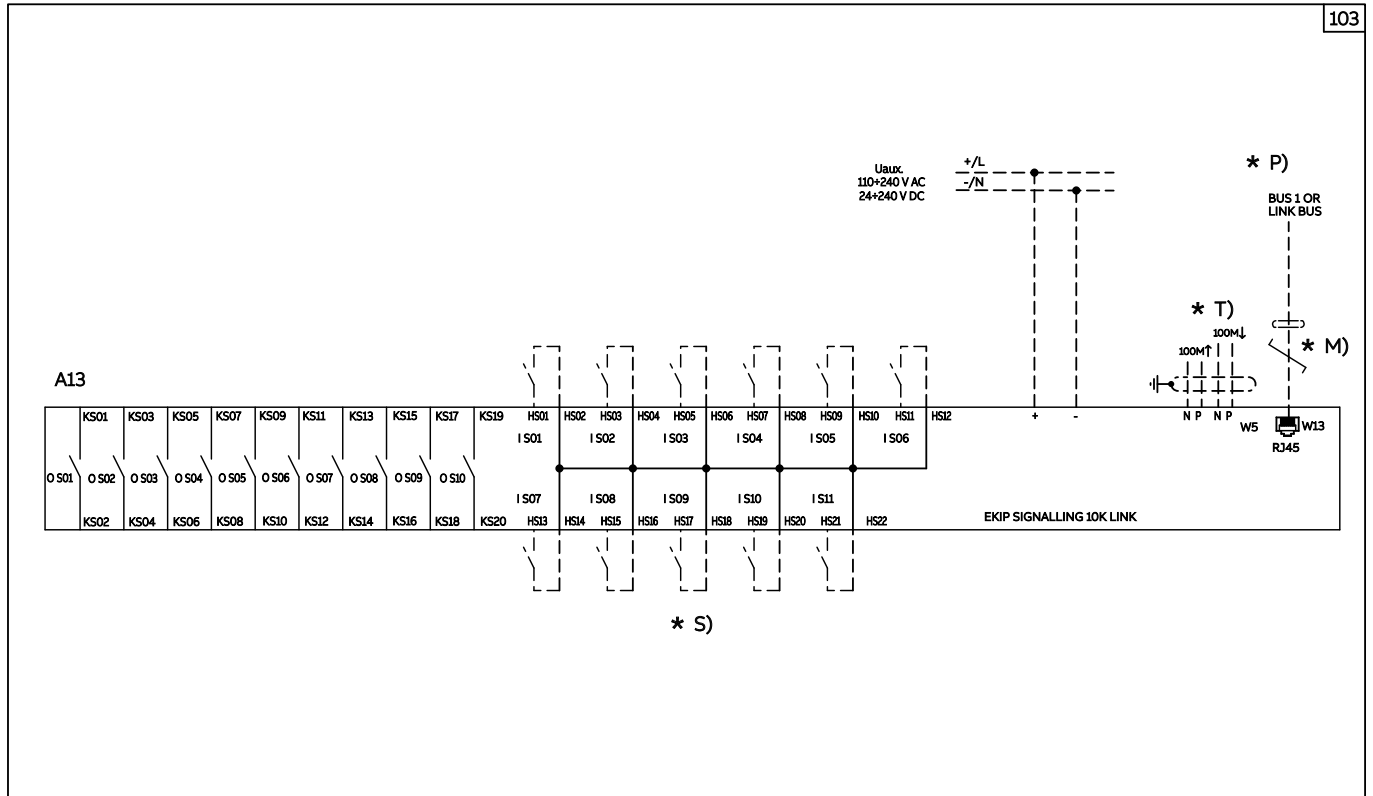 103
* P)
Uaux.
110÷240 V AC
24÷240 V DC
+/L
-/N
BUS 1 OR
LINK BUS
* T)
100M↓
100M↑
* M)
A13
KS01 KS03 KS05 KS07 KS09 KS11 KS13 KS15 KS17 KS19 HS01 HS02 HS03 HS04 HS05 HS06 HS07 HS08 HS09 HS10 HS11 HS12 + - N P N P
W5 W13
RJ45
I S01 I S02 I S03 I S04 I S05 I S06
O S01 O S02 O S03 O S04 O S05 O S06 O S07 O S08 O S09 O S10
I S07 I S08 I S09 I S10 I S11
KS02 KS04 KS06 KS08 KS10 KS12 KS14 KS16 KS18 KS20 HS13 HS14 HS15 HS16 HS17 HS18 HS19 HS20 HS21 HS22
EKIP SIGNALLING 10K LINK
* S)